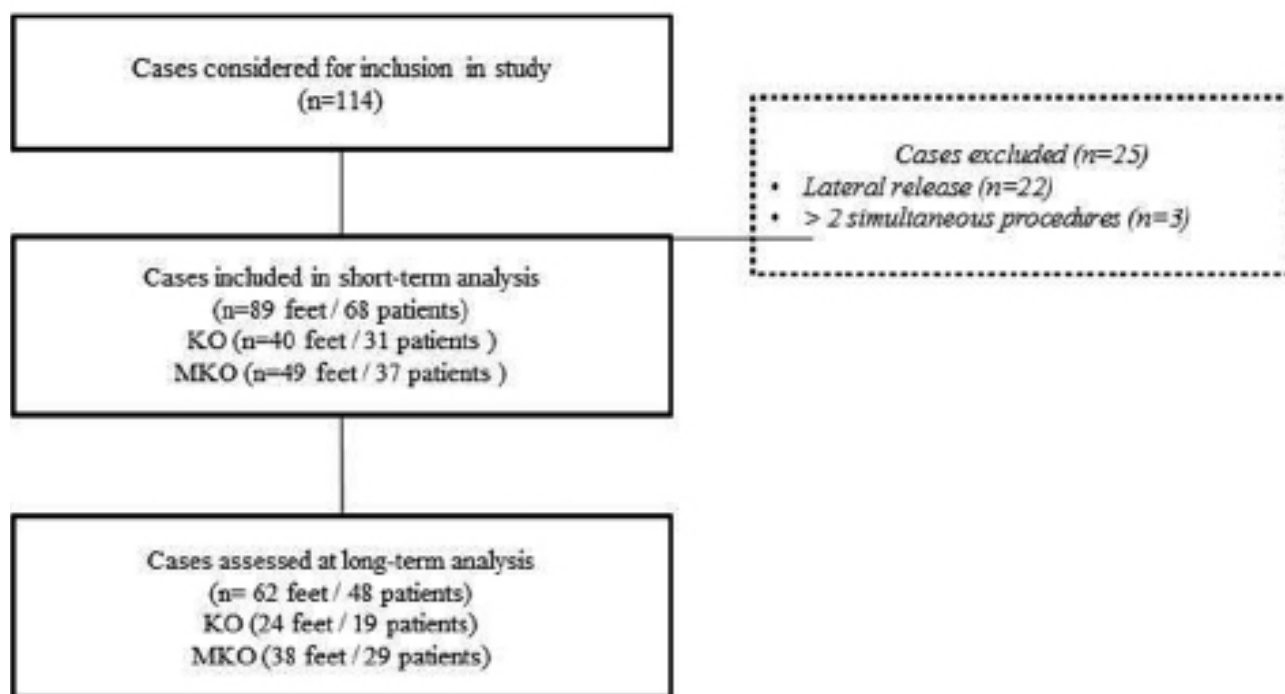 Cases considered for inclusion in study
(n=114)
Cases excluded (n=25)
• Lateral release (n=22)
• > 2 simultaneous procedures (n=3)
Cases included in short-term analysis
(n=89 feet / 68 patients)
KO (n=40 feet / 31 patients )
MKO (n=49 feet / 37 patients )
Cases assessed at long-term analysis
(n= 62 feet / 48 patients)
KO (24 feet / 19 patients)
MKO (38 feet / 29 patients)